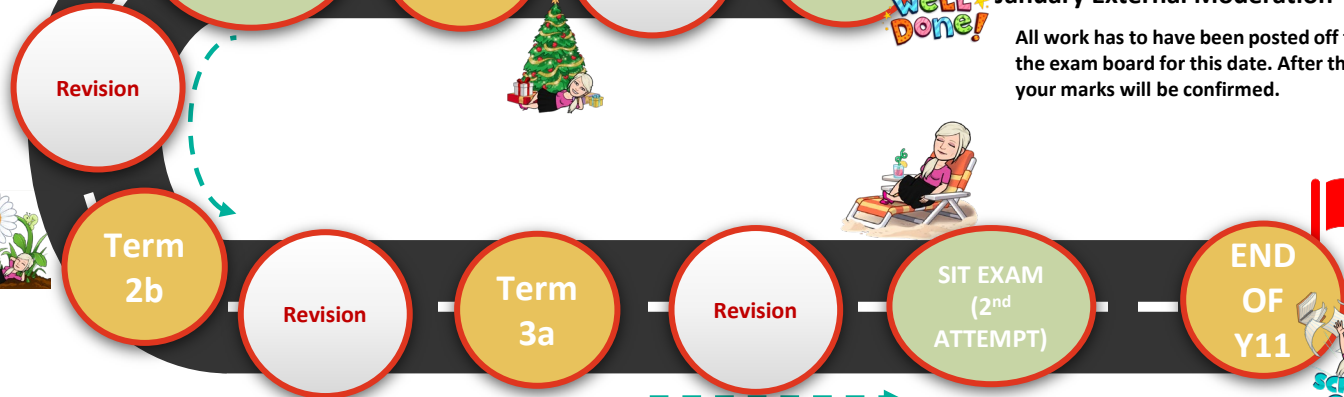 WELL
Done!
January External Moderation
All work has to have been posted off
the exam board for this date. After
your marks will be confirmed.
Revision
Term
2b
Revision
Term
3a
Revision
SIT EXAM
(2nd
ATTEMPT)
END
OF
Y11